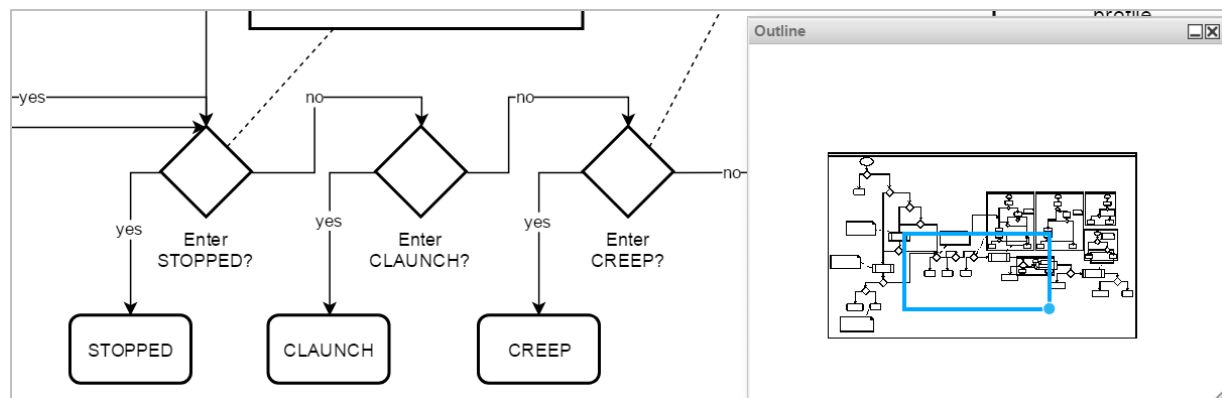 profile
Outline
yes
no
no
no
yes
yes
yes
Enter
STOPPED?
Enter
CLAUNCH?
Enter
CREEP?
STOPPED
CLAUNCH
CREEP